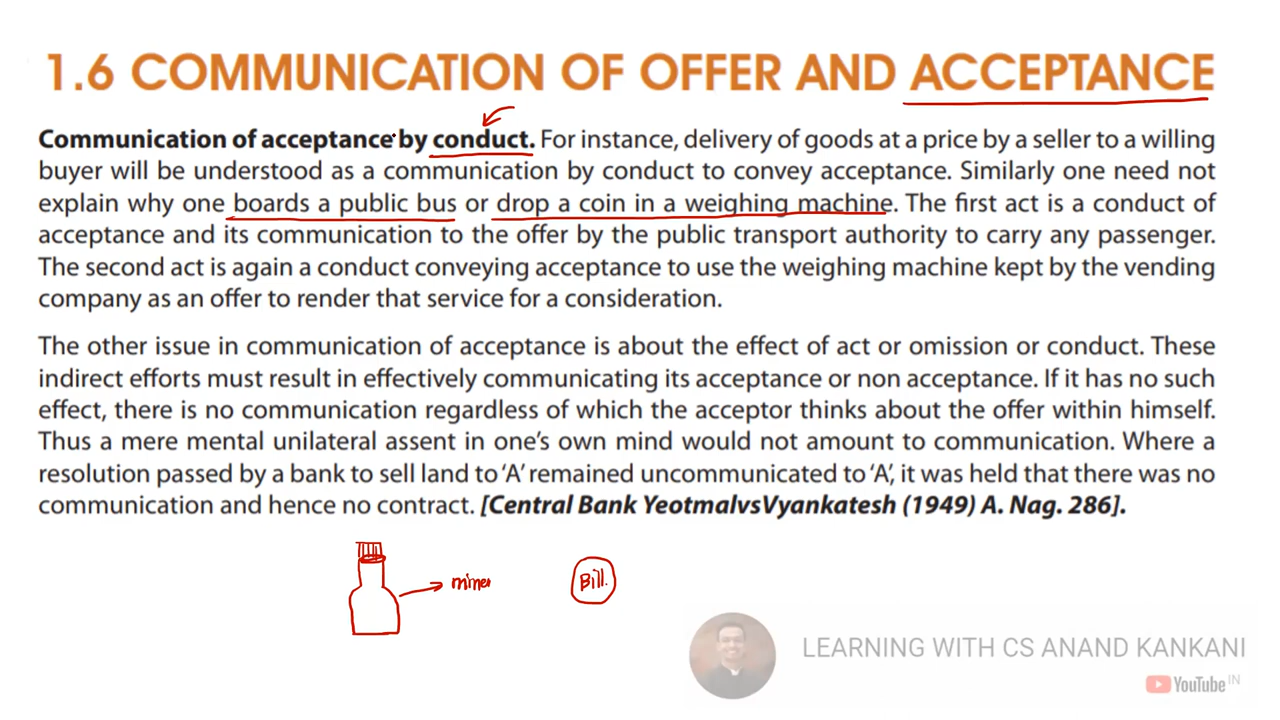 1.6 COMMUNICATION OF OFFER AND ACCEPTANCE
Communication of acceptance by conduct. For instance, delivery of goods at a price by a seller to a willing
buyer will be understood as a communication by conduct to convey acceptance. Similarly one need not
explain why one boards a public bus or drop a coin in a weighing machine. The first act is a conduct of
acceptance and its communication to the offer by the public transport authority to carry any passenger.
The second act is again a conduct conveying acceptance to use the weighing machine kept by the vending
company as an offer to render that service for a consideration.
The other issue in communication of acceptance is about the effect of act or omission or conduct. These
indirect efforts must result in effectively communicating its acceptance or non acceptance. If it has no such
effect, there is no communication regardless of which the acceptor thinks about the offer within himself.
Thus a mere mental unilateral assent in one's own mind would not amount to communication. Where a
resolution passed by a bank to sell land to 'A' remained uncommunicated to 'A', it was held that there was no
communication and hence no contract. [Central Bank YeotmalvsVyankatesh (1949) A. Nag. 286].
Bill.
LEARNING WITH CS ANAND KANKANI
YouTube IN